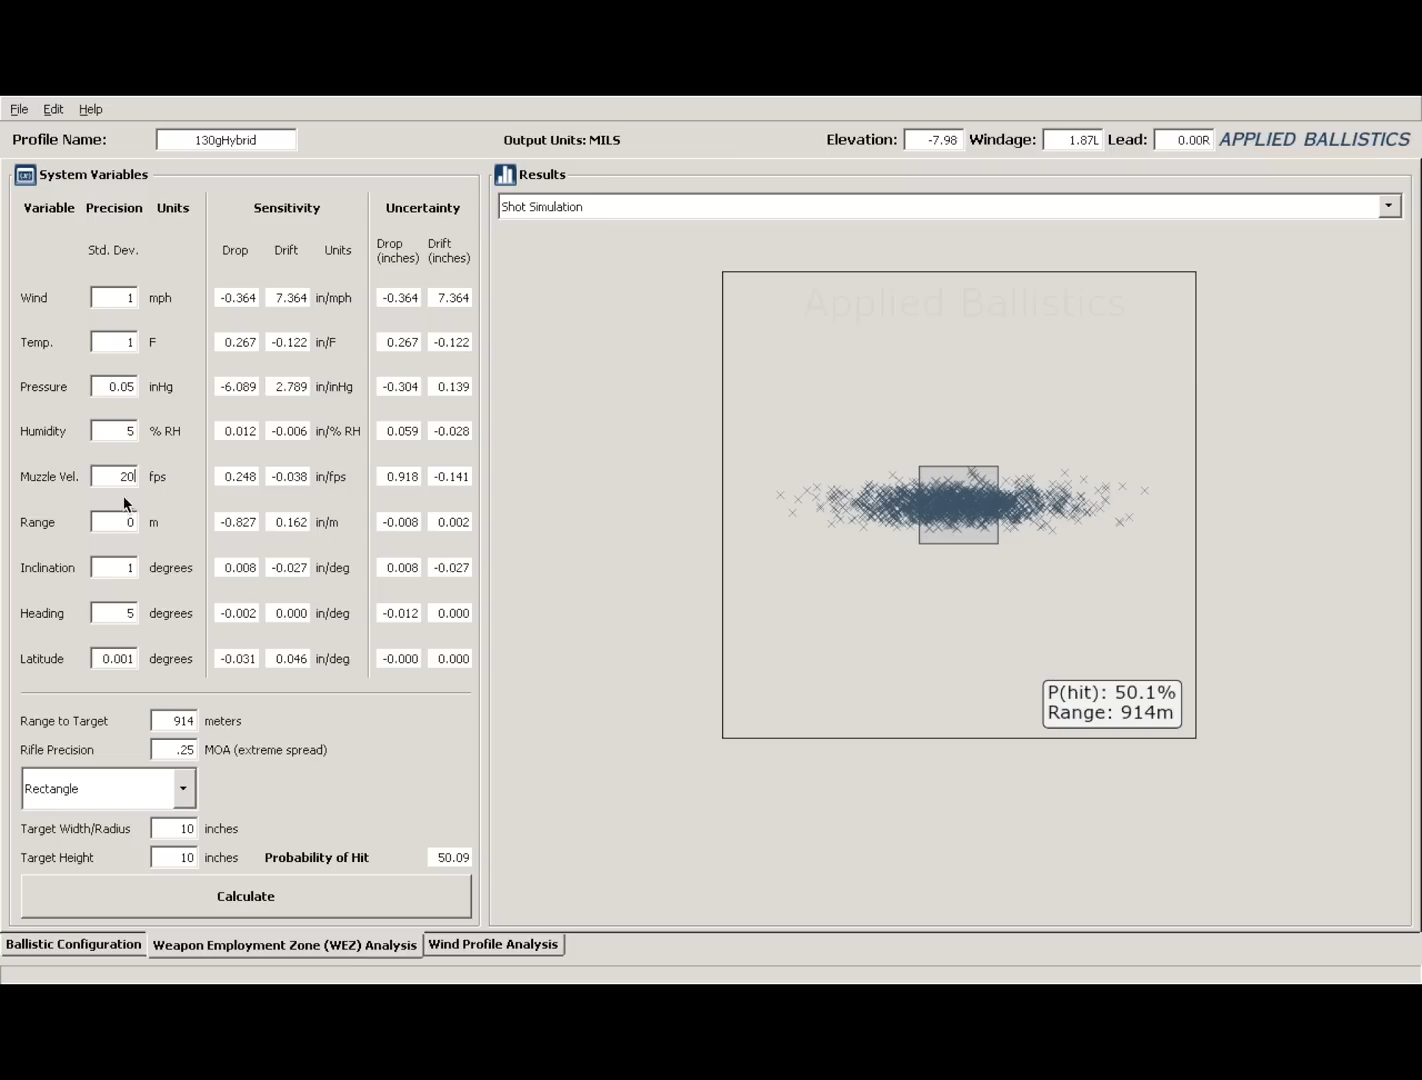 File Edit Help
Profile Name: 130gHybrid Output Units: MILS Elevation: -7.98 Windage: 1.87L Lead: 0.00R APPLIED BALLISTICS
System Variables
Variable Precision Units Sensitivity Uncertainty
Std. Dev. Drop Drift Units Drop (inches) Drift (inches)
Wind 1 mph -0.364 7.364 in/mph -0.364 7.364
Temp. 1 F 0.267 -0.122 in/F 0.267 -0.122
Pressure 0.05 inHg -6.089 2.789 in/inHg -0.304 0.139
Humidity 5 % RH 0.012 -0.006 in/% RH 0.059 -0.028
Muzzle Vel. 20 fps 0.248 -0.038 in/fps 0.918 -0.141
Range 0 m -0.827 0.162 in/m -0.008 0.002
Inclination 1 degrees 0.008 -0.027 in/deg 0.008 -0.027
Heading 5 degrees -0.002 0.000 in/deg -0.012 0.000
Latitude 0.001 degrees -0.031 0.046 in/deg -0.000 0.000
Range to Target 914 meters
Rifle Precision .25 MOA (extreme spread)
Rectangle
Target Width/Radius 10 inches
Target Height 10 inches Probability of Hit 50.09
Calculate
Results
Shot Simulation
Applied Ballistics
P(hit): 50.1%
Range: 914m
Ballistic Configuration Weapon Employment Zone (WEZ) Analysis Wind Profile Analysis